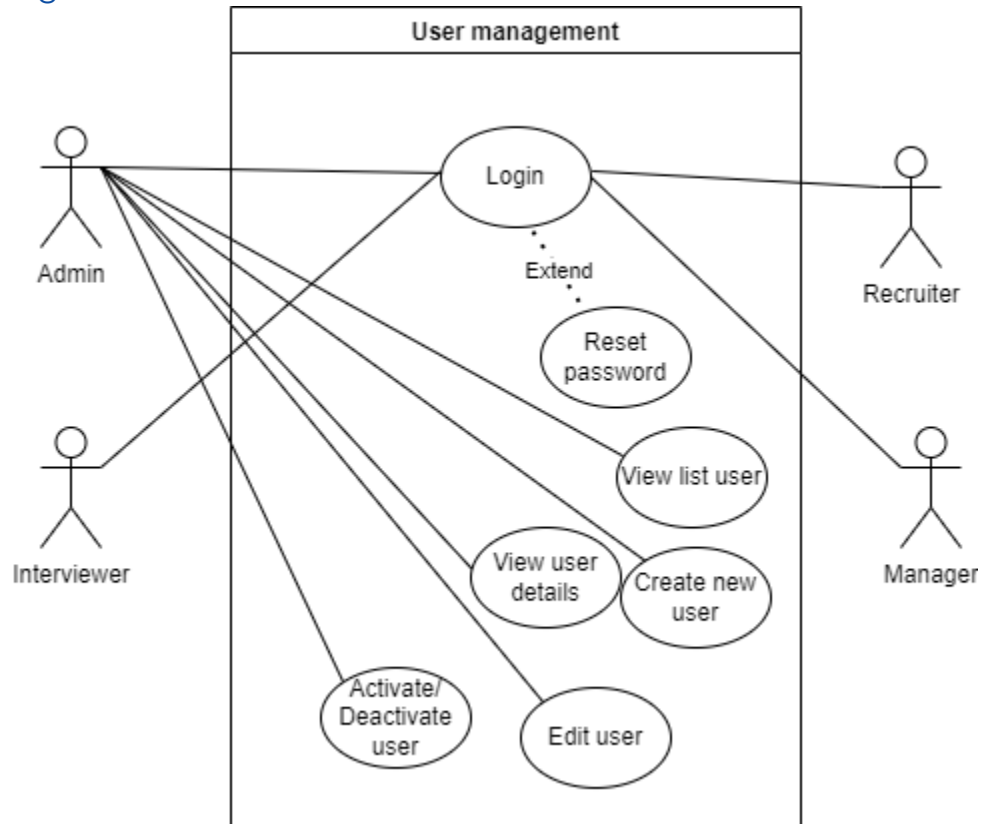 User management
Login
Admin
Extend
Recruiter
Reset
password
View list user
View user
details
Create new
user
Interviewer
Manager
Activate/
Deactivate
user
Edit user